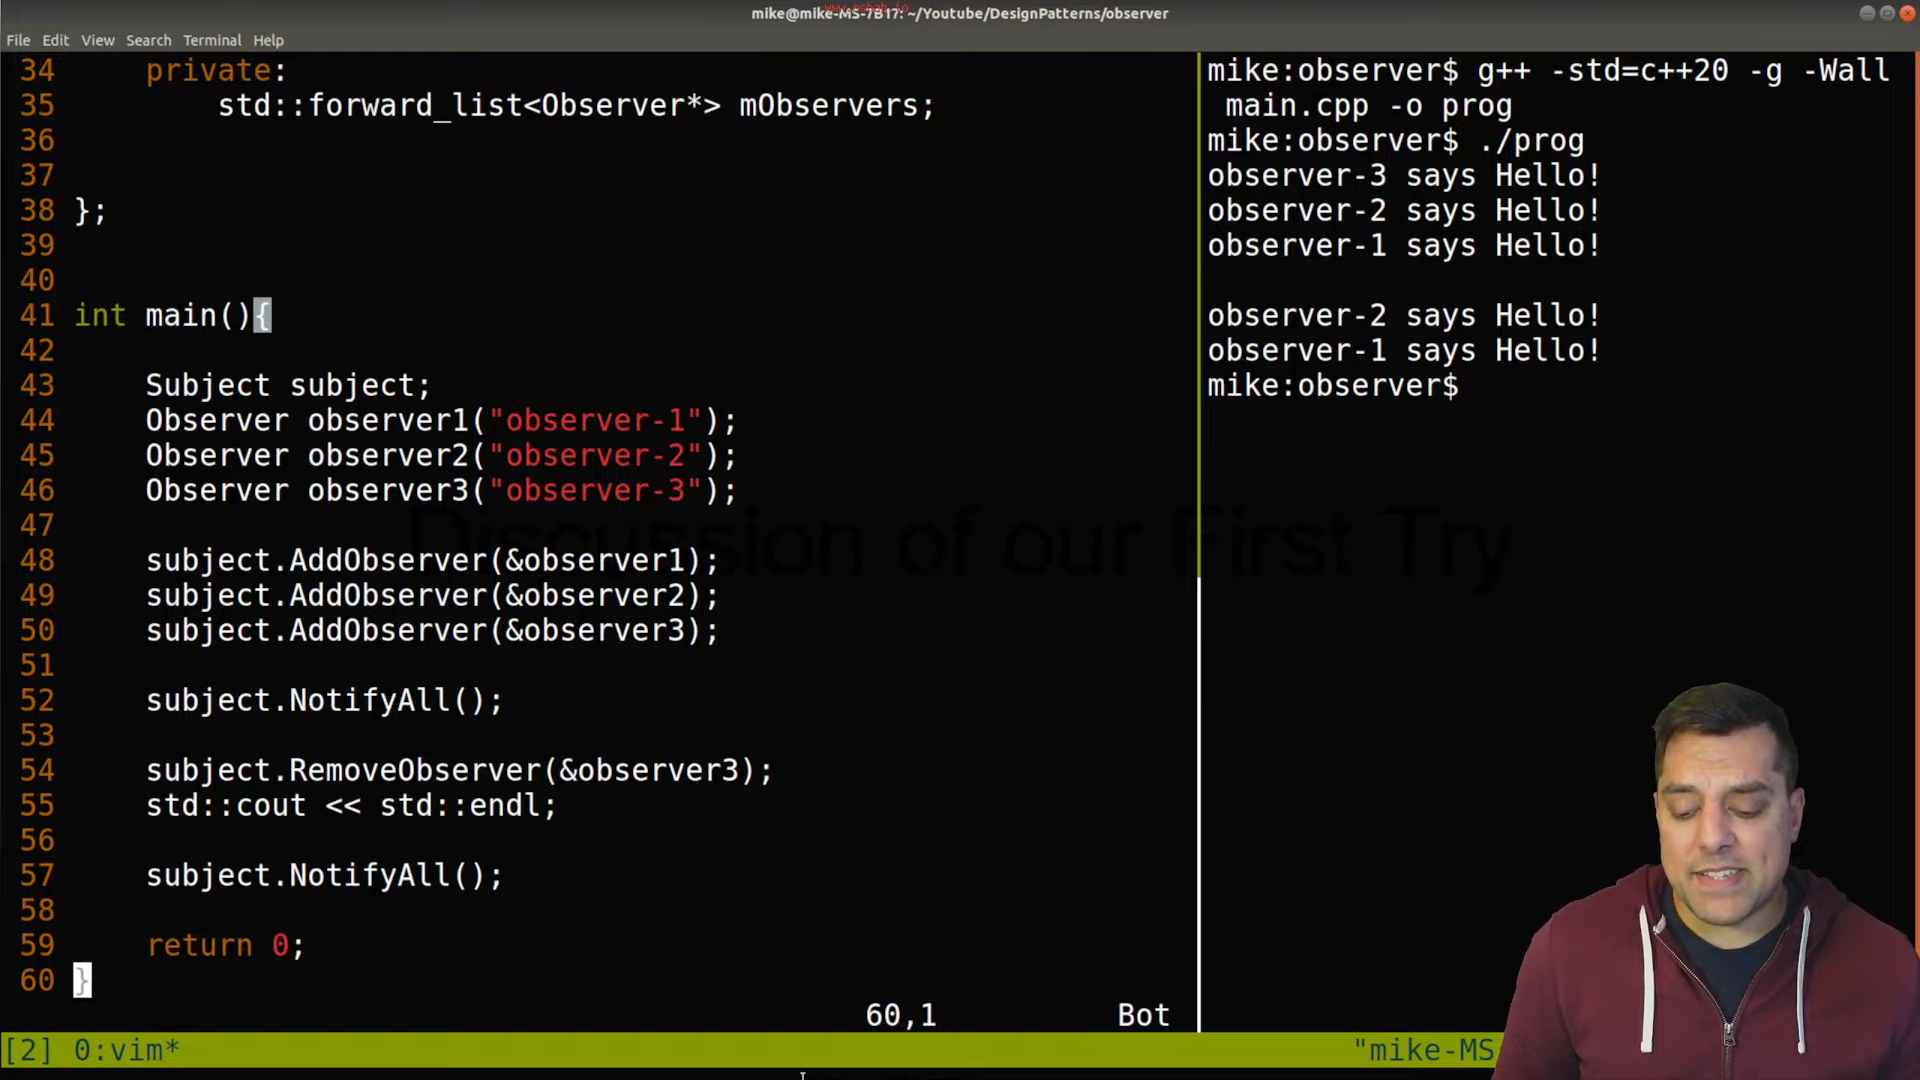 mike@mike-MS-7B17: ~/Youtube/DesignPatterns/observer
www.mshah.io
File Edit View Search Terminal Help
34 private:
35 std::forward_list<Observer*> mObservers;
36
37
38 };
39
40
41 int main(){
42
43 Subject subject;
44 Observer observer1("observer-1");
45 Observer observer2("observer-2");
46 Observer observer3("observer-3");
47
48 subject.AddObserver(&observer1);
49 subject.AddObserver(&observer2);
50 subject.AddObserver(&observer3);
51
52 subject.NotifyAll();
53
54 subject.RemoveObserver(&observer3);
55 std::cout << std::endl;
56
57 subject.NotifyAll();
58
59 return 0;
60 }
60,1 Bot
mike:observer$ g++ -std=c++20 -g -Wall
main.cpp -o prog
mike:observer$ ./prog
observer-3 says Hello!
observer-2 says Hello!
observer-1 says Hello!
observer-2 says Hello!
observer-1 says Hello!
mike:observer$
Discussion of our First Try
[2] 0:vim* "mike-MS